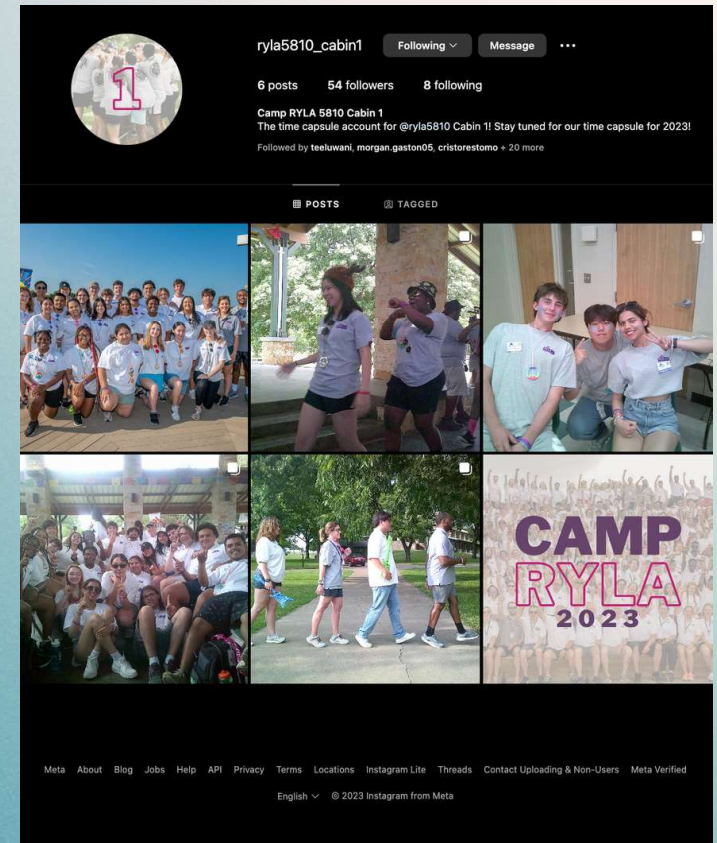 ryla5810_cabin1 Following Message
6 posts 54 followers 8 following
Camp RYLA 5810 Cabin 1
The time capsule account for @ryla5810 Cabin 1! Stay tuned for our time capsule for 2023!
Followed by teeluwani, morgan.gaston05, cristorestomo + 20 more
1
POSTS TAGGED
CAMP
RYLA
2023
Meta About Blog Jobs Help API Privacy Terms Locations Instagram Lite Threads Contact Uploading & Non-Users Meta Verified
English © 2023 Instagram from Meta